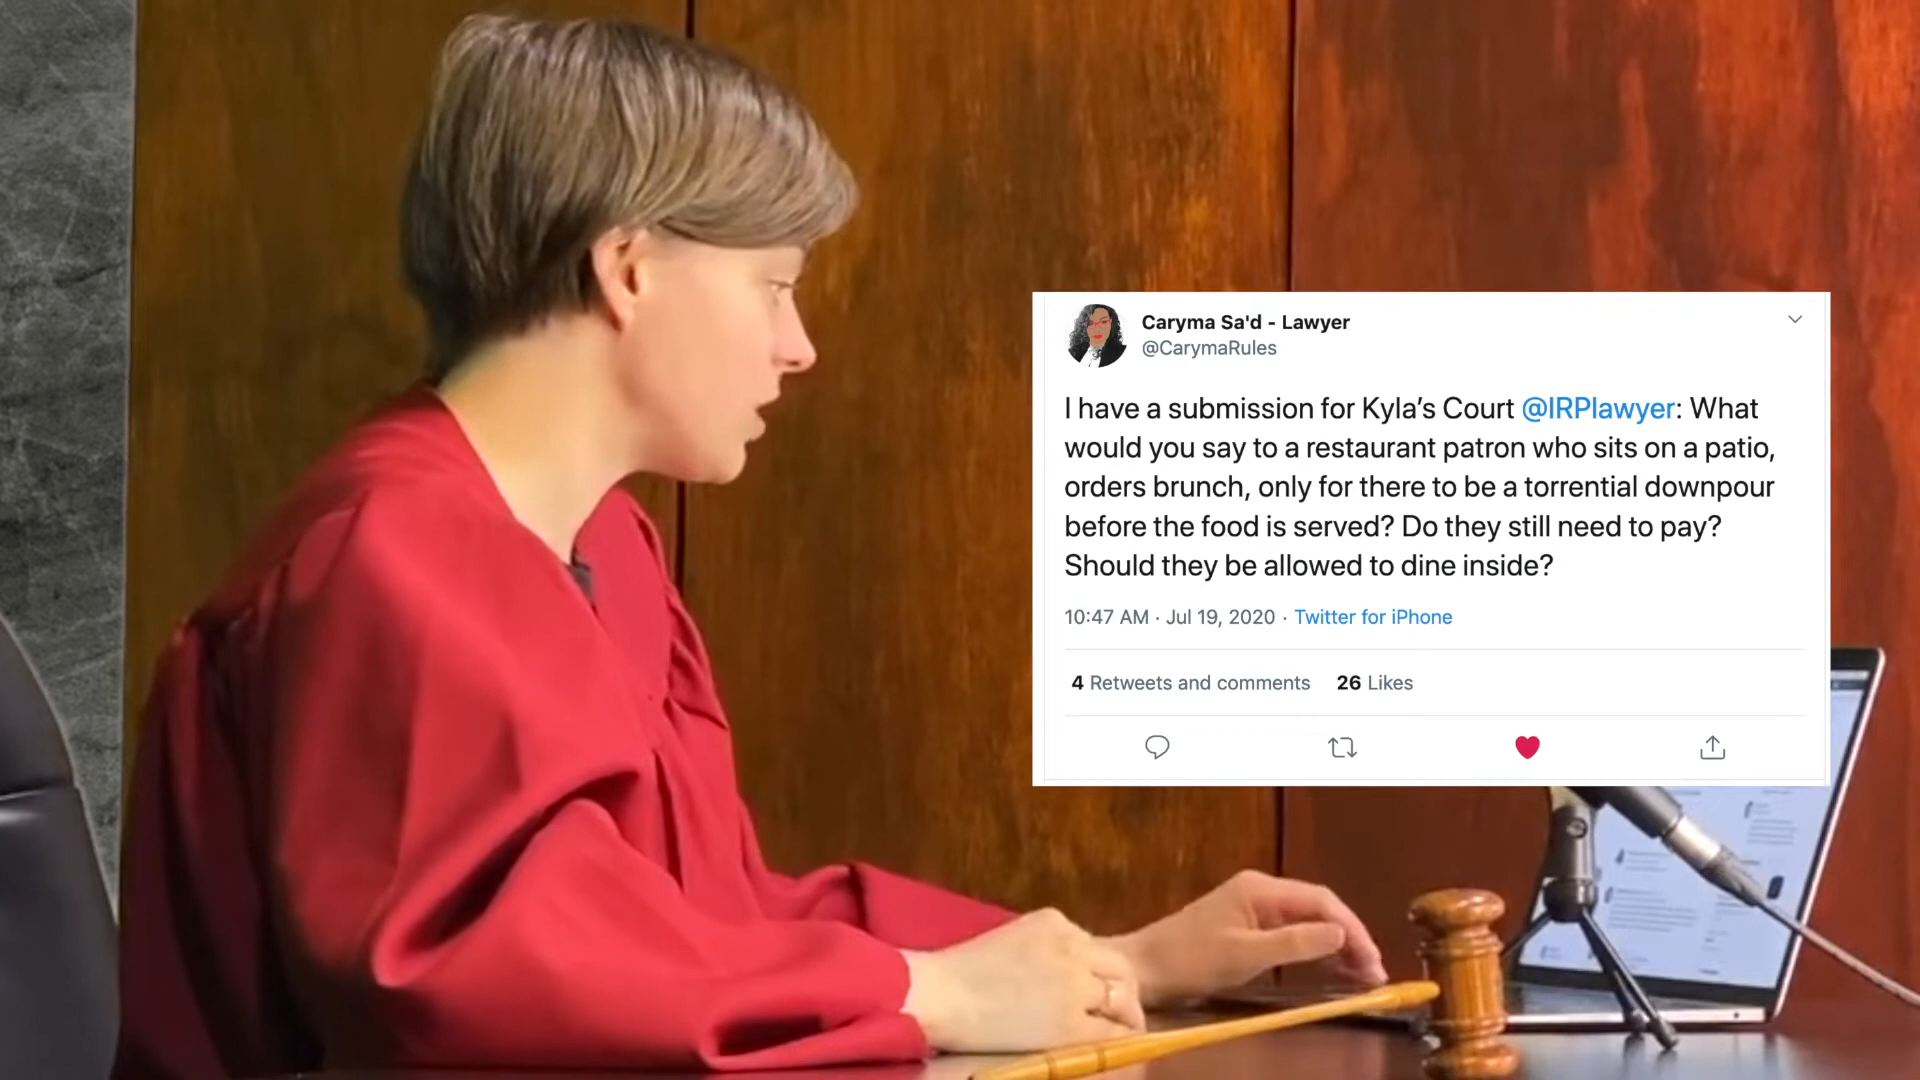 Caryma Sa'd - Lawyer
@CarymaRules
I have a submission for Kyla’s Court @IRPlawyer: What
would you say to a restaurant patron who sits on a patio,
orders brunch, only for there to be a torrential downpour
before the food is served? Do they still need to pay?
Should they be allowed to dine inside?
10:47 AM · Jul 19, 2020 · Twitter for iPhone
4 Retweets and comments 26 Likes